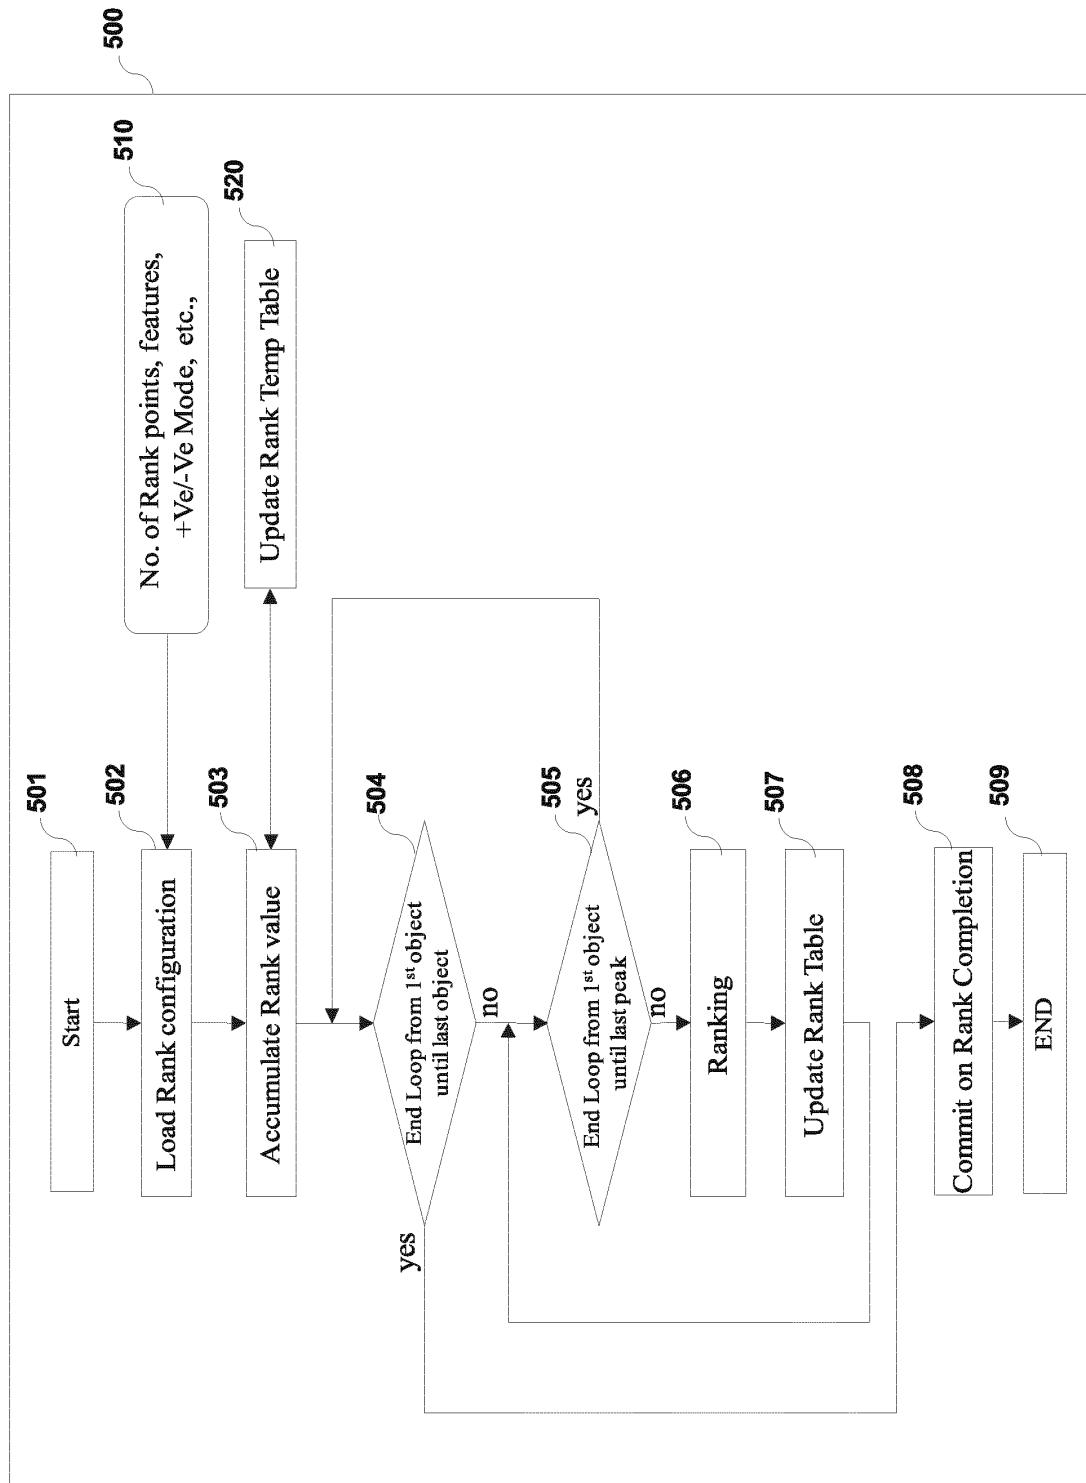 500
510
No. of Rank points, features,
+Ve/-Ve Mode, etc.,
520
Update Rank Temp Table
501
Start
502
Load Rank configuration
503
Accumulate Rank value
504
End Loop from 1st object
until last object
yes
no
505
End Loop from 1st object
until last peak
yes
no
506
Ranking
507
Update Rank Table
508
Commit on Rank Completion
509
END